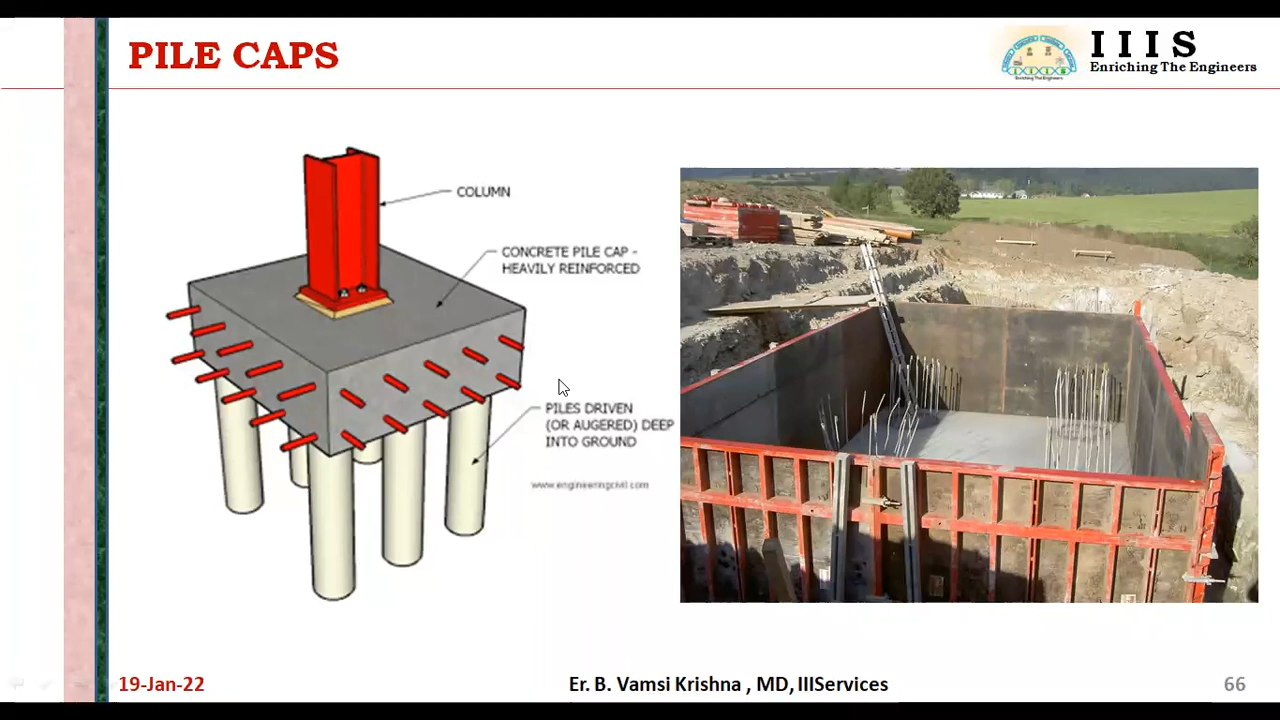 PILE CAPS
I I I S
Enriching The Engineers
COLUMN
CONCRETE PILE CAP -
HEAVILY REINFORCED
PILES DRIVEN
(OR AUGERED) DEEP
INTO GROUND
www.engineeringcivil.com
19-Jan-22
Er. B. Vamsi Krishna , MD, IIIServices
66